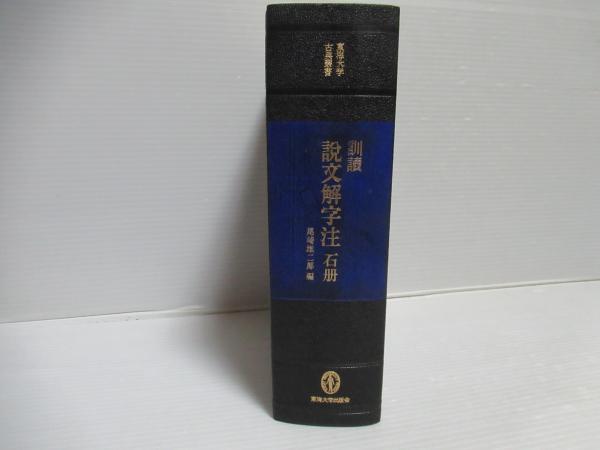 東海大学
古典叢書
訓讀
說文解字注 石册
尾崎雄二郎 編
東海大学出版会